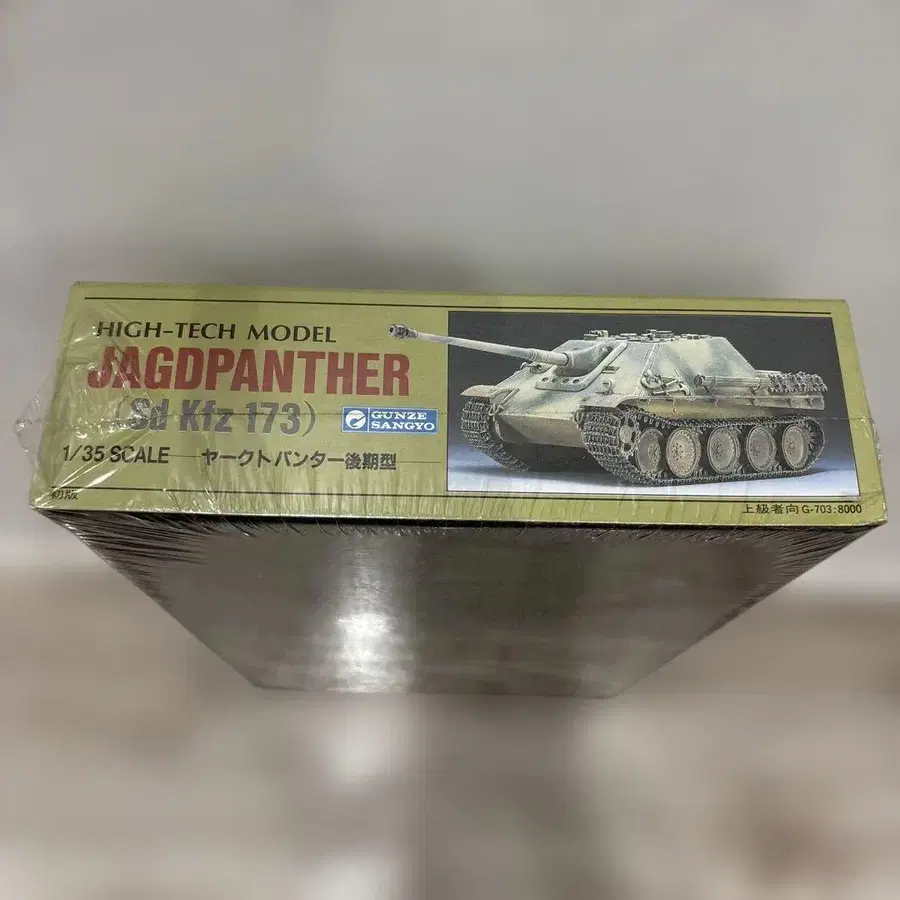 HIGH-TECH MODEL
JAGDPANTHER
(Sd Kfz 173)
GUNZE
SANGYO
1/35 SCALE ヤークトパンター後期型
初版
上級者向 G-703:8000